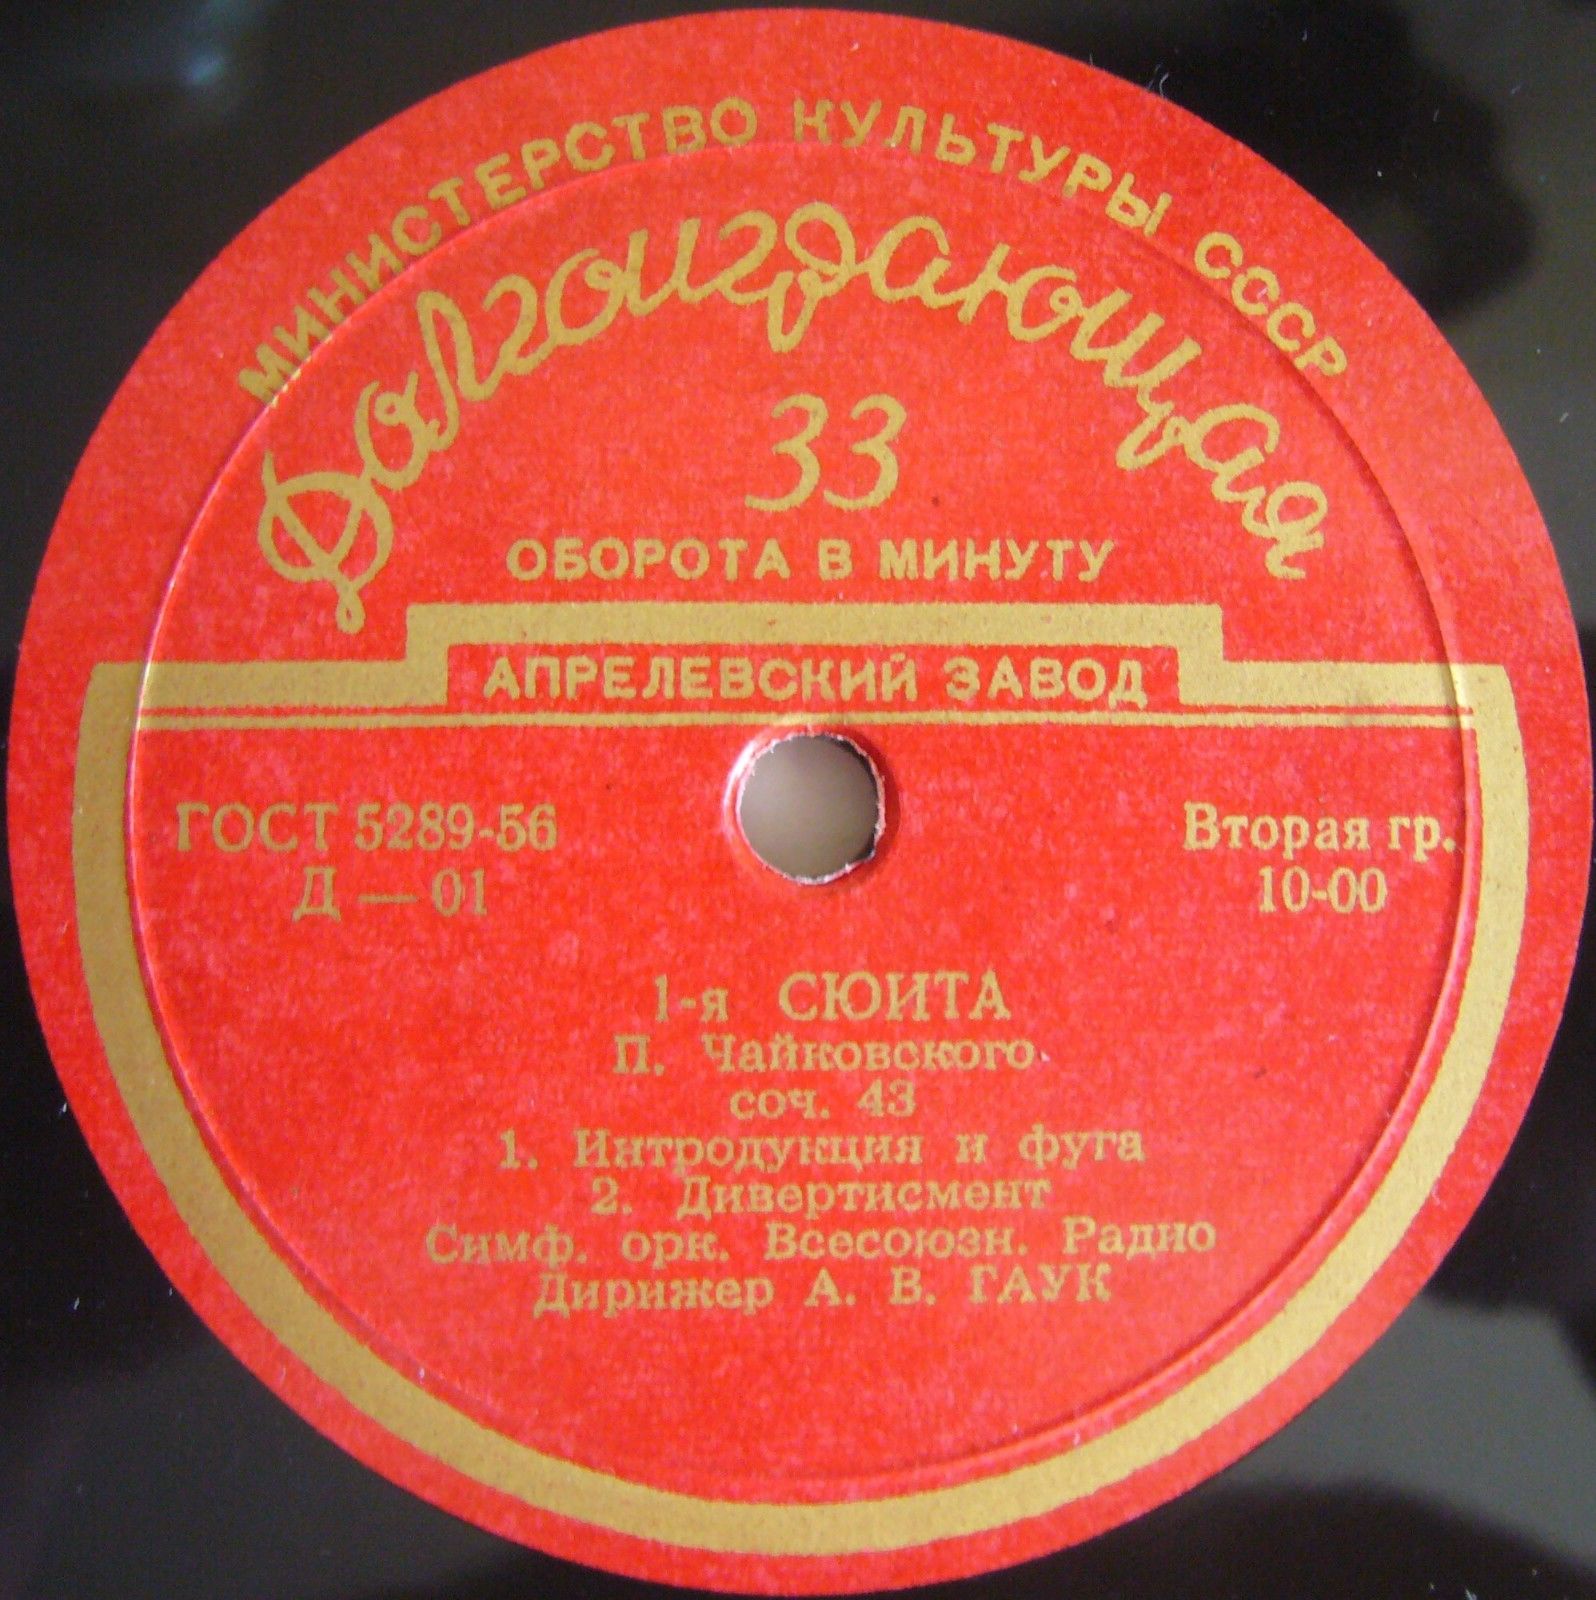 МИНИСТЕРСТВО КУЛЬТУРЫ СССР
Долгоиграющая
33
ОБОРОТА В МИНУТУ
АПРЕЛЕВСКИЙ ЗАВОД
ГОСТ 5289-56
Д — 01
Вторая гр.
10-00
1-я СЮИТА
П. Чайковского
соч. 43
1. Интродукция и фуга
2. Дивертисмент
Симф. орк. Всесоюзн. Радио
Дирижер А. В. ГАУК